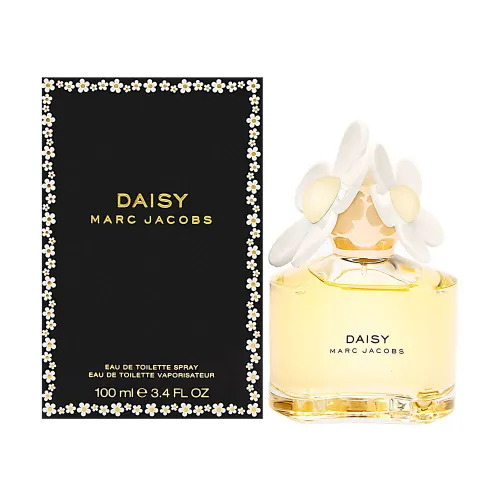 DAISY
MARC JACOBS
EAU DE TOILETTE SPRAY
EAU DE TOILETTE VAPORISATEUR
100 ml ℮ 3.4 FL OZ
DAISY
MARC JACOBS